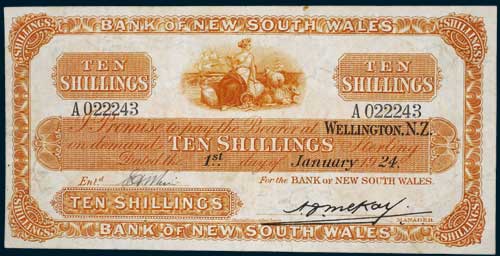 BANK OF NEW SOUTH WALES
TEN SHILLINGS
TEN SHILLINGS
A 022243
A 022243
I Promise to pay the Bearer at WELLINGTON, N.Z.
on demand TEN SHILLINGS Sterling
Dated the 1st day of January 1924.
Entd.
For the BANK OF NEW SOUTH WALES.
TEN SHILLINGS
MANAGER
BANK OF NEW SOUTH WALES